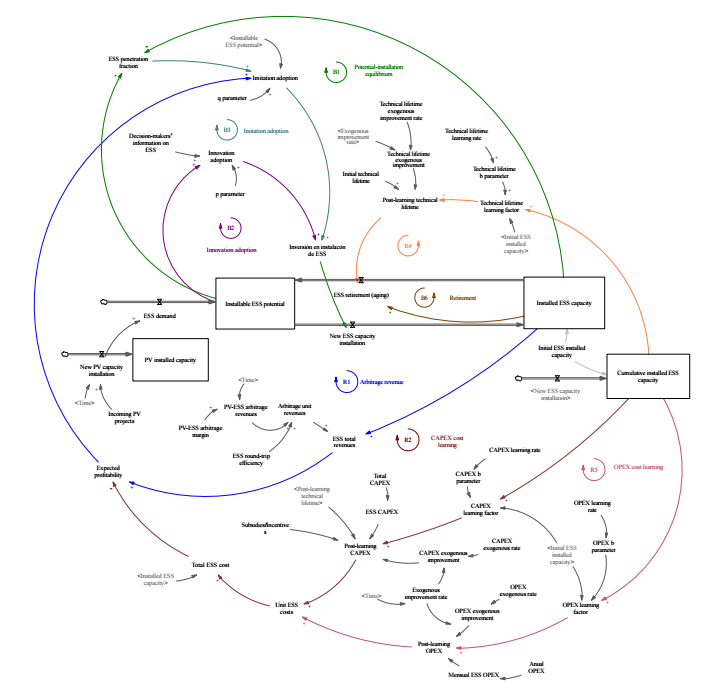 <Installable
ESS potential>
ESS penetration
fraction
Imitation adoption
B1
Potential-installation
equilibrium
q parameter
Technical lifetime
exogenous
improvement rate
Technical lifetime
learning rate
B3
Imitation adoption
<Exogenous
improvement
rate>
Decision-makers'
information on
ESS
Innovation
adoption
Technical lifetime
exogenous
improvement
Technical lifetime
b parameter
Initial technical
lifetime
p parameter
Post-learning technical
lifetime
Technical lifetime
learning factor
B2
Innovation adoption
<Initial ESS
installed
capacity>
Inversión en instalacón
de ESS
B4
Installable ESS potential
ESS retirement (aging)
B6
Retirement
Installed ESS capacity
ESS demand
New ESS capacity
installation
Initial ESS installed
capacity
PV installed capacity
New PV capacity
installation
Cumulative installed ESS
capacity
R1
Arbitrage revenue
<New ESS capacity
installation>
<Time>
<Time>
Incoming PV
projects
PV-ESS arbitrage
revenues
Arbitrage unit
revenues
PV-ESS arbitrage
margin
ESS total
revenues
R2
CAPEX cost
learning
ESS round-trip
efficiency
CAPEX learning rate
Expected
profitability
Total
CAPEX
CAPEX b
parameter
R3
OPEX cost learning
<Post-learning
technical
lifetime>
ESS CAPEX
CAPEX
learning factor
OPEX learning
rate
Subsidies/Incentive
s
Post-learning
CAPEX
CAPEX exogenous
improvement
CAPEX
exogenous rate
<Initial ESS
installed
capacity>
OPEX b
parameter
Total ESS cost
<Installed ESS
capacity>
<Time>
Exogenous
improvement rate
OPEX
exogenous rate
Unit ESS
costs
OPEX exogenous
improvement
OPEX learning
factor
Post-learning
OPEX
Mensual ESS OPEX
Anual
OPEX